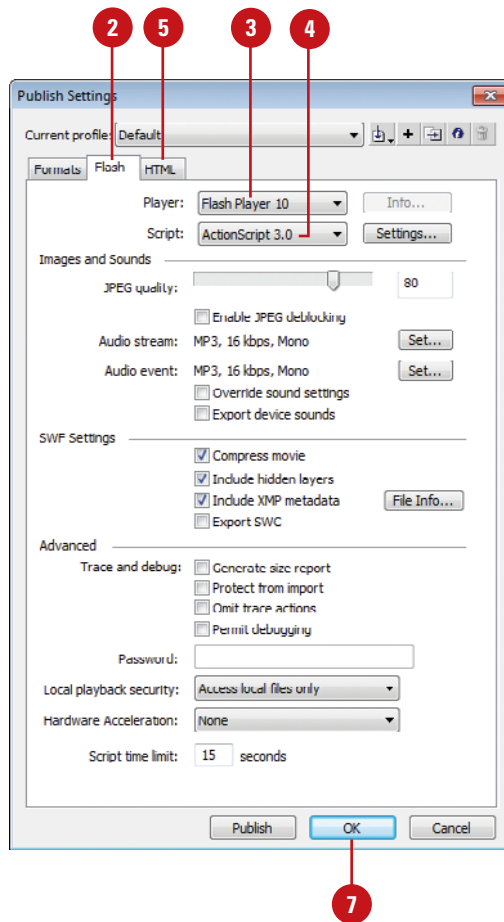 2 5 3 4
Publish Settings
Current profile: Default
Formats Flash HTML
Player: Flash Player 10 Info...
Script: ActionScript 3.0 Settings...
Images and Sounds
JPEG quality: 80
Enable JPEG deblocking
Audio stream: MP3, 16 kbps, Mono Set...
Audio event: MP3, 16 kbps, Mono Set...
Override sound settings
Export device sounds
SWF Settings
Compress movie
Include hidden layers
Include XMP metadata File Info...
Export SWC
Advanced
Trace and debug: Generate size report
Protect from import
Omit trace actions
Permit debugging
Password:
Local playback security: Access local files only
Hardware Acceleration: None
Script time limit: 15 seconds
Publish OK Cancel
7